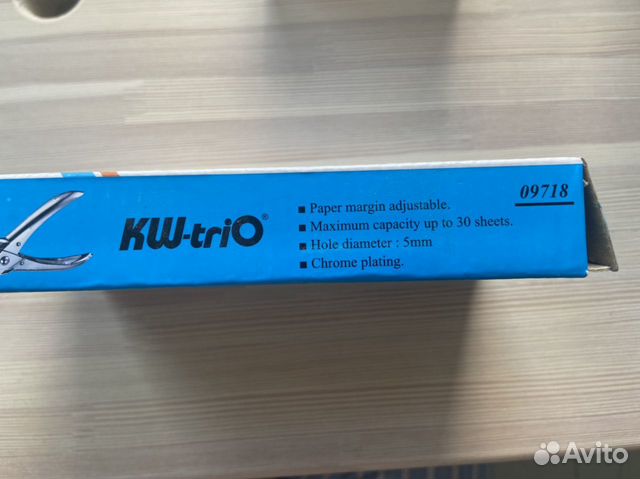 KW-triO®
■ Paper margin adjustable.
■ Maximum capacity up to 30 sheets.
■ Hole diameter : 5mm
■ Chrome plating.
09718
Avito